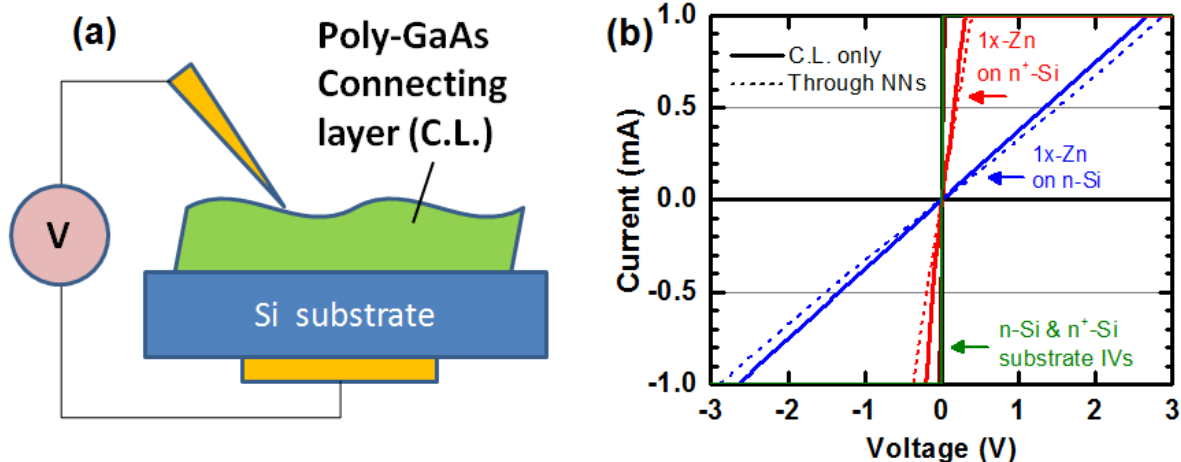 (a)
Poly-GaAs
Connecting
layer (C.L.)
V
Si substrate
(b)
Current (mA)
1.0
0.5
0.0
-0.5
-1.0
C.L. only
Through NNs
1x-Zn
on n⁺-Si
1x-Zn
on n-Si
n-Si & n⁺-Si
substrate IVs
-3 -2 -1 0 1 2 3
Voltage (V)